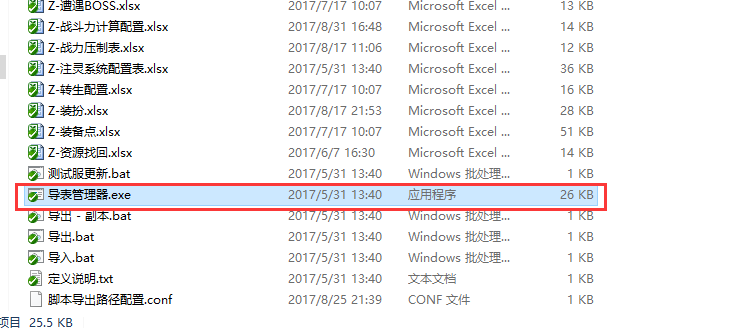 Z-遭遇BOSS.xlsx 2017/7/17 10:07 Microsoft Excel ... 13 KB
Z-战斗力计算配置.xlsx 2017/8/31 16:48 Microsoft Excel ... 14 KB
Z-战力压制表.xlsx 2017/8/17 11:06 Microsoft Excel ... 12 KB
Z-注灵系统配置表.xlsx 2017/5/31 13:40 Microsoft Excel ... 36 KB
Z-转生配置.xlsx 2017/7/17 10:07 Microsoft Excel ... 16 KB
Z-装扮.xlsx 2017/8/17 21:53 Microsoft Excel ... 28 KB
Z-装备点.xlsx 2017/7/17 10:07 Microsoft Excel ... 51 KB
Z-资源找回.xlsx 2017/6/7 16:30 Microsoft Excel ... 14 KB
测试服更新.bat 2017/5/31 13:40 Windows 批处理... 1 KB
导表管理器.exe 2017/5/31 13:40 应用程序 26 KB
导出 - 副本.bat 2017/5/31 13:40 Windows 批处理... 1 KB
导出.bat 2017/5/31 13:40 Windows 批处理... 1 KB
导入.bat 2017/5/31 13:40 Windows 批处理... 1 KB
定义说明.txt 2017/5/31 13:40 文本文档 1 KB
脚本导出路径配置.conf 2017/8/25 21:39 CONF 文件 1 KB
项目 25.5 KB